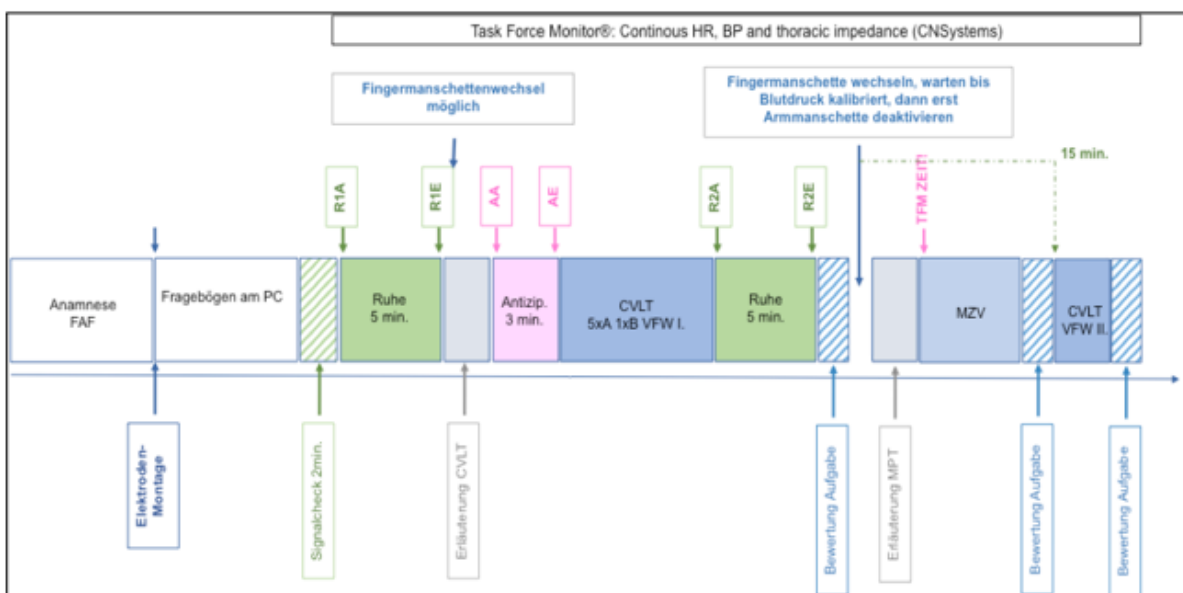 Task Force Monitor®: Continous HR, BP and thoracic impedance (CNSystems)
Fingermanschettenwechsel
möglich
Fingermanschette wechseln, warten bis
Blutdruck kalibriert, dann erst
Armmanschette deaktivieren
15 min.
R1A
R1E
AA
AE
R2A
R2E
TFM ZEIT!
Anamnese
FAF
Fragebögen am PC
Ruhe
5 min.
Antizip.
3 min.
CVLT
5xA 1xB VFW I.
Ruhe
5 min.
MZV
CVLT
VFW II.
Elektroden-
Montage
Signalcheck 2min.
Erläuterung CVLT
Bewertung Aufgabe
Erläuterung MPT
Bewertung Aufgabe
Bewertung Aufgabe